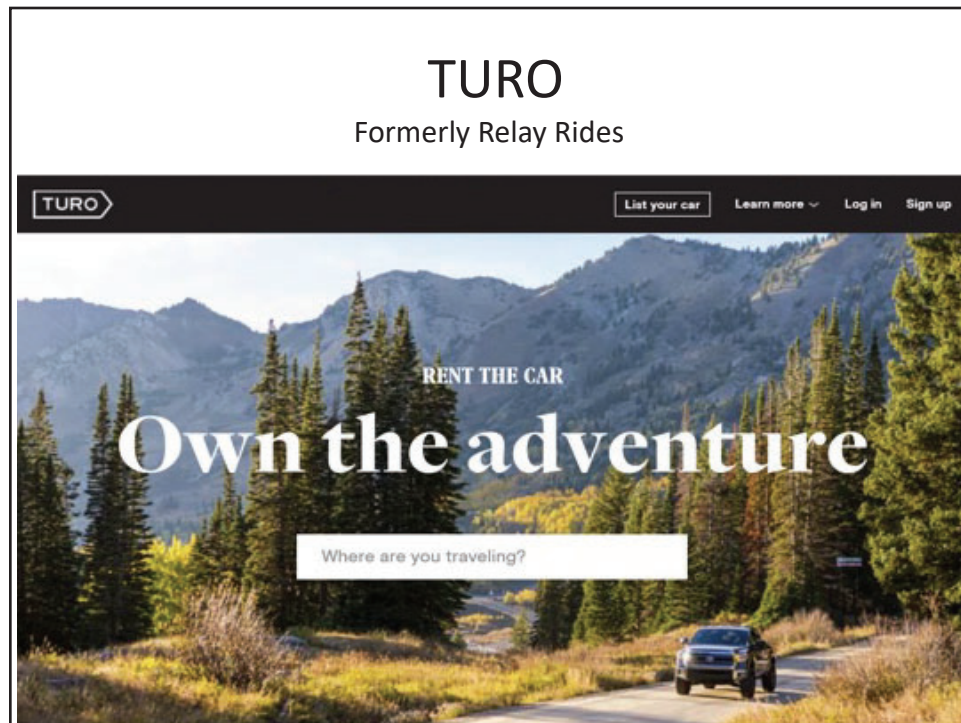 TURO
Formerly Relay Rides
TURO
List your car
Learn more
Log in
Sign up
RENT THE CAR
Own the adventure
Where are you traveling?